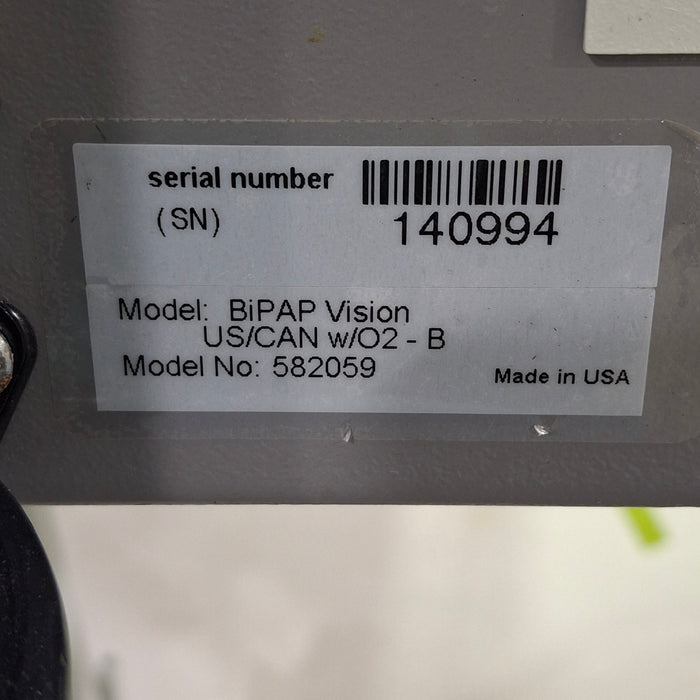 serial number
(SN)
140994
Model: BiPAP Vision
US/CAN w/O2 - B
Model No: 582059
Made in USA